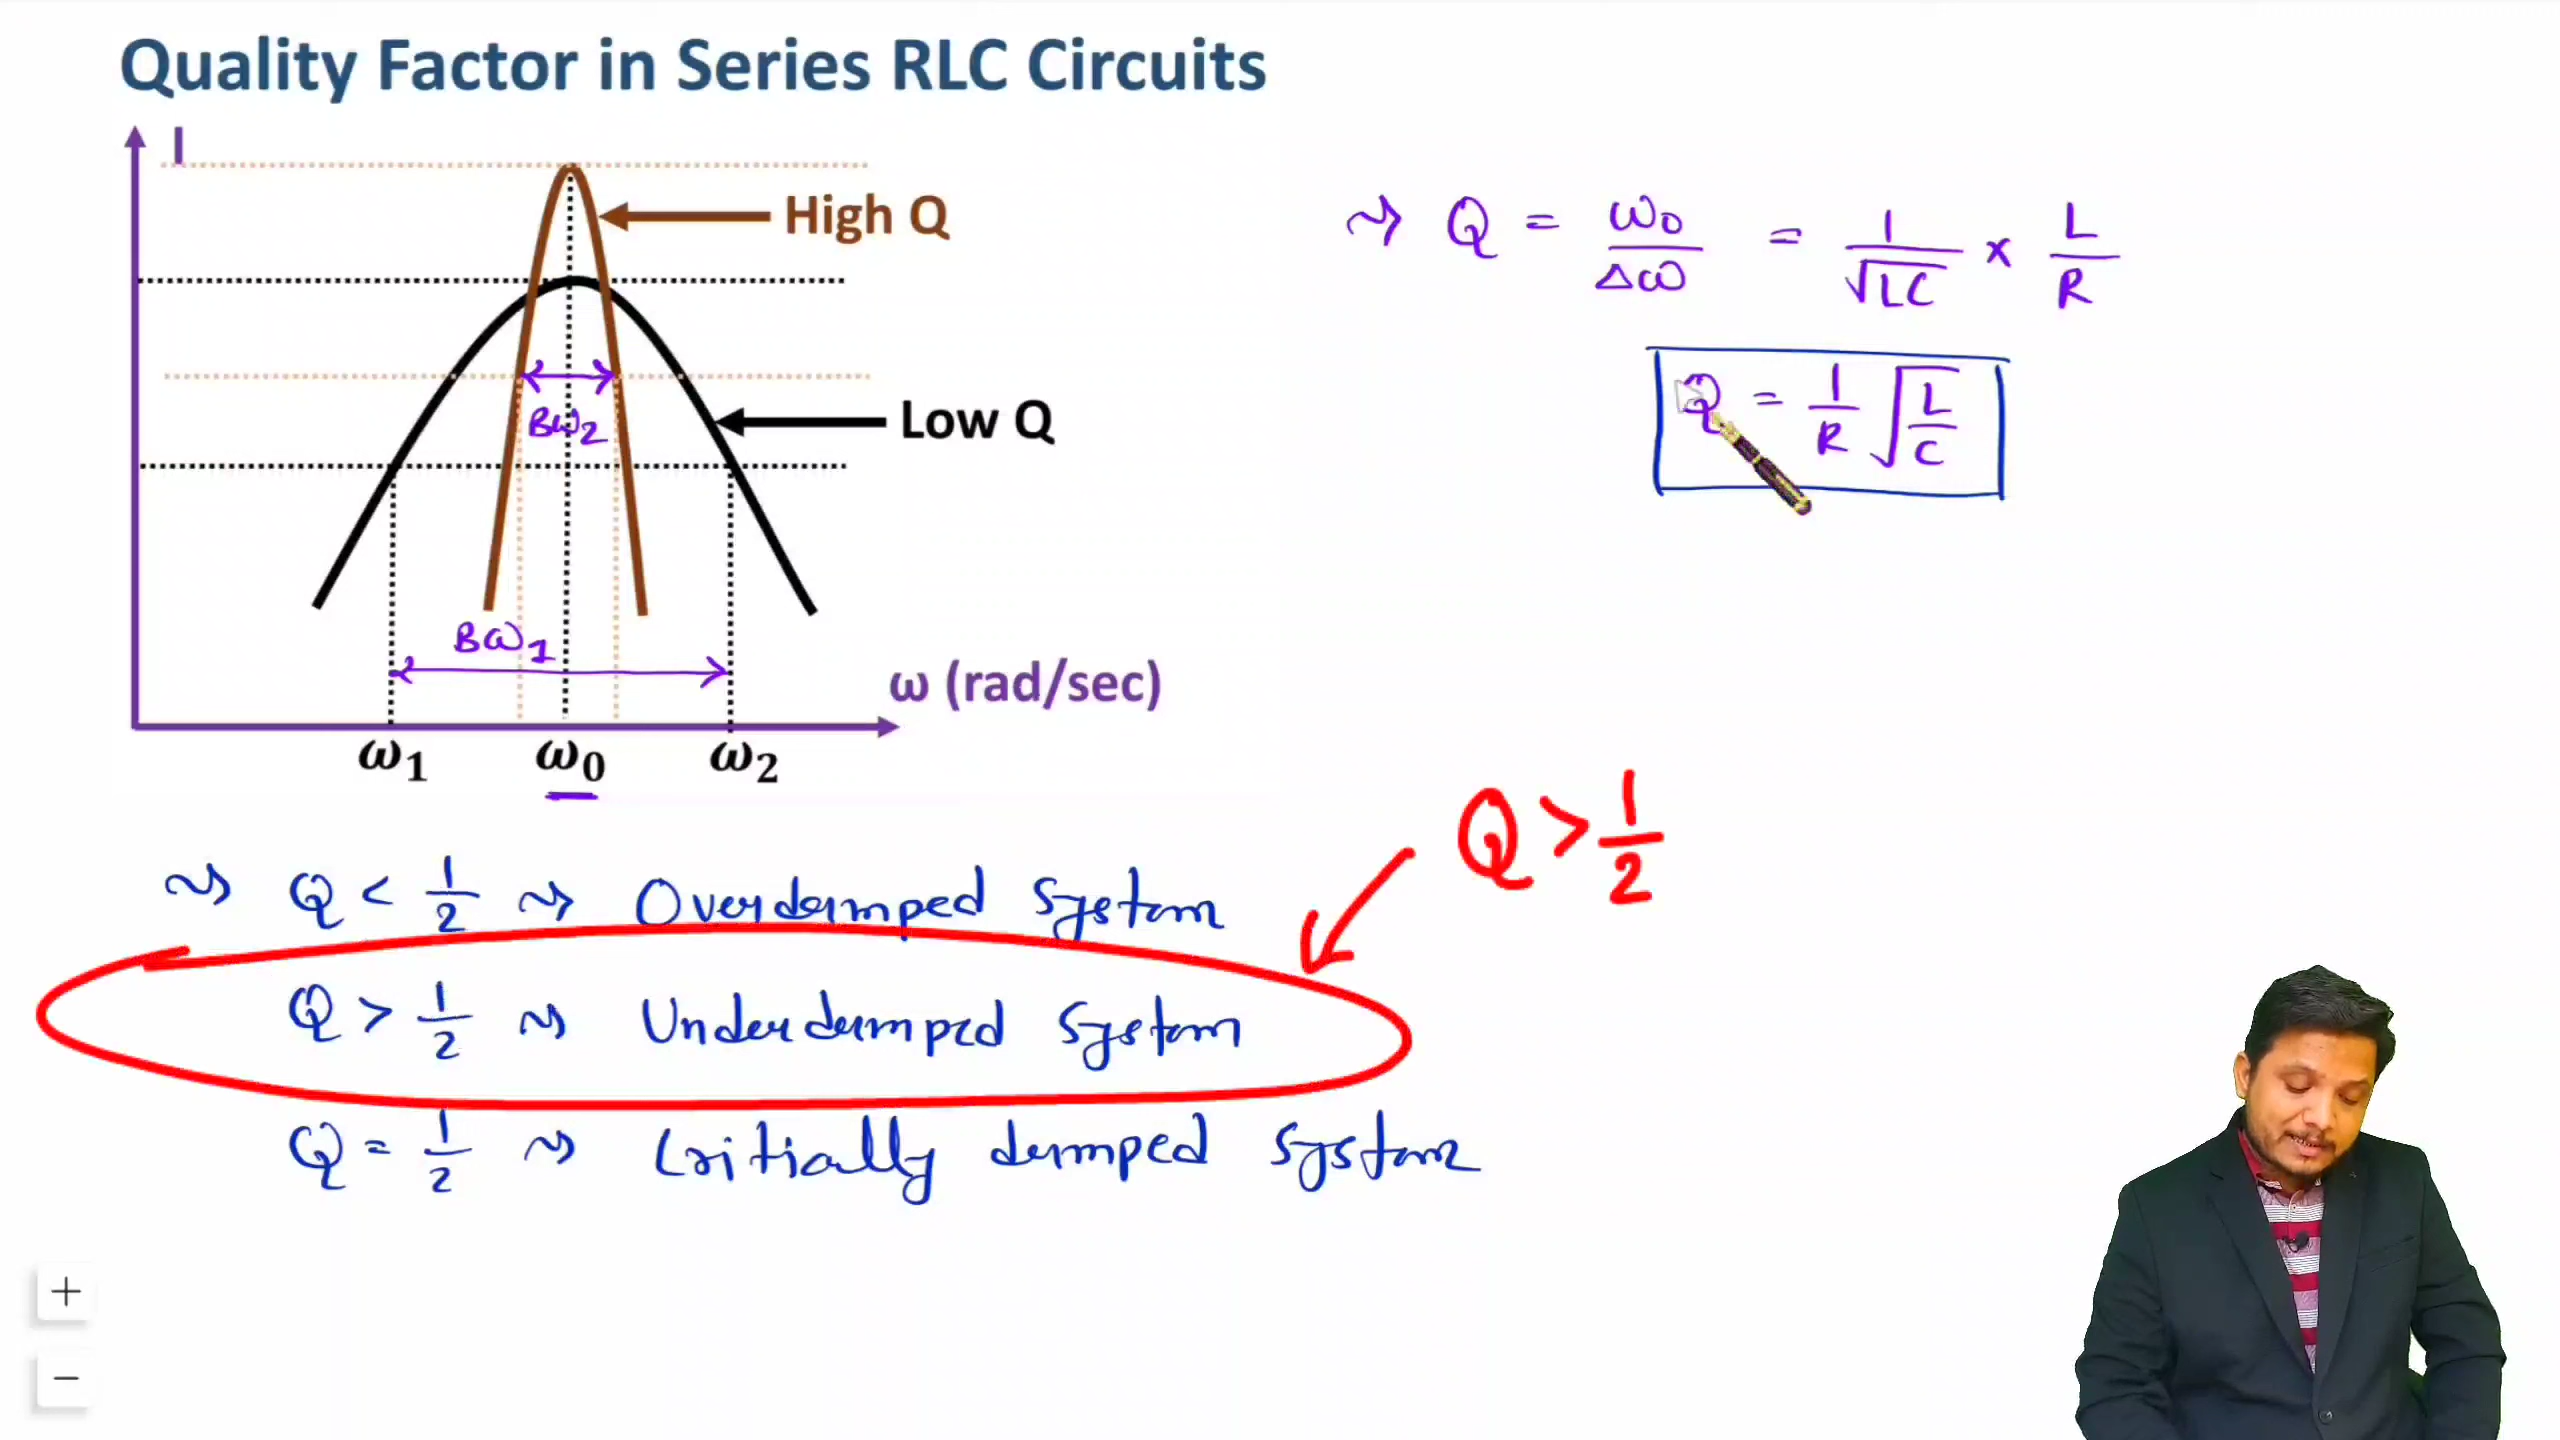 Quality Factor in Series RLC Circuits
I
High Q
Low Q
BW₂
BW₁
ω (rad/sec)
ω₁ ω₀ ω₂
⇝ Q = ω₀/Δω = 1/√LC × L/R
Q = 1/R √(L/C)
Q > 1/2
⇝ Q < 1/2 ⇝ Overdamped System
Q > 1/2 ⇝ Underdamped System
Q = 1/2 ⇝ Critially damped system
+
−